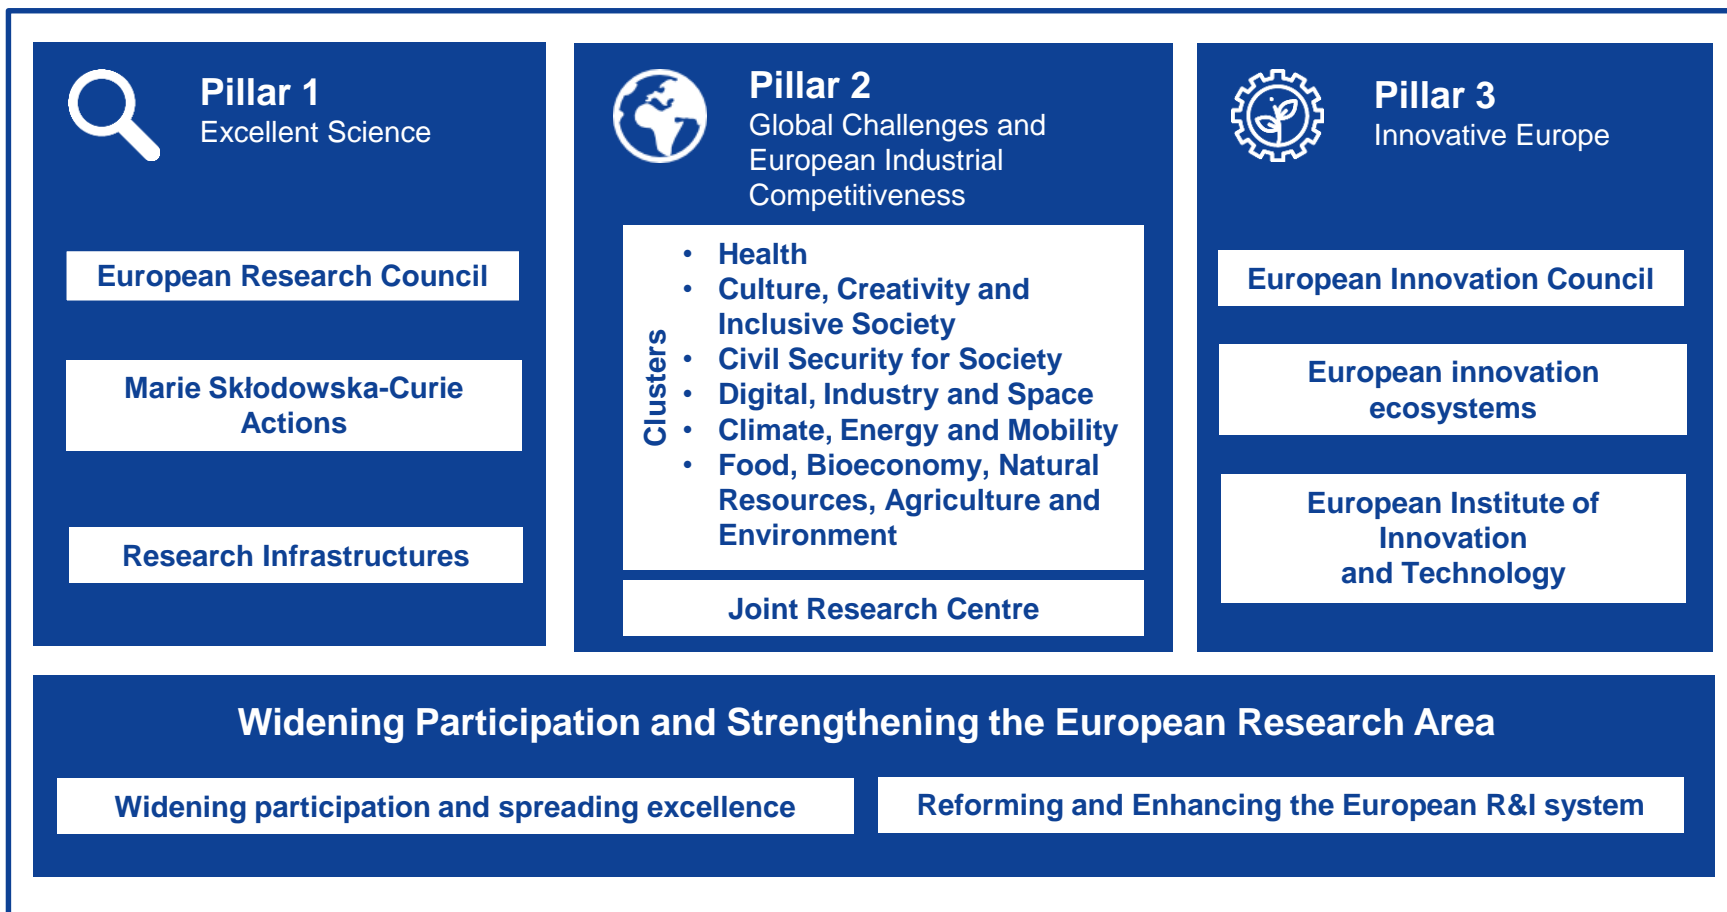 Pillar 1
Excellent Science
European Research Council
Marie Skłodowska-Curie
Actions
Research Infrastructures
Pillar 2
Global Challenges and
European Industrial
Competitiveness
Clusters
• Health
• Culture, Creativity and
Inclusive Society
• Civil Security for Society
• Digital, Industry and Space
• Climate, Energy and Mobility
• Food, Bioeconomy, Natural
Resources, Agriculture and
Environment
Joint Research Centre
Pillar 3
Innovative Europe
European Innovation Council
European innovation
ecosystems
European Institute of
Innovation
and Technology
Widening Participation and Strengthening the European Research Area
Widening participation and spreading excellence
Reforming and Enhancing the European R&I system